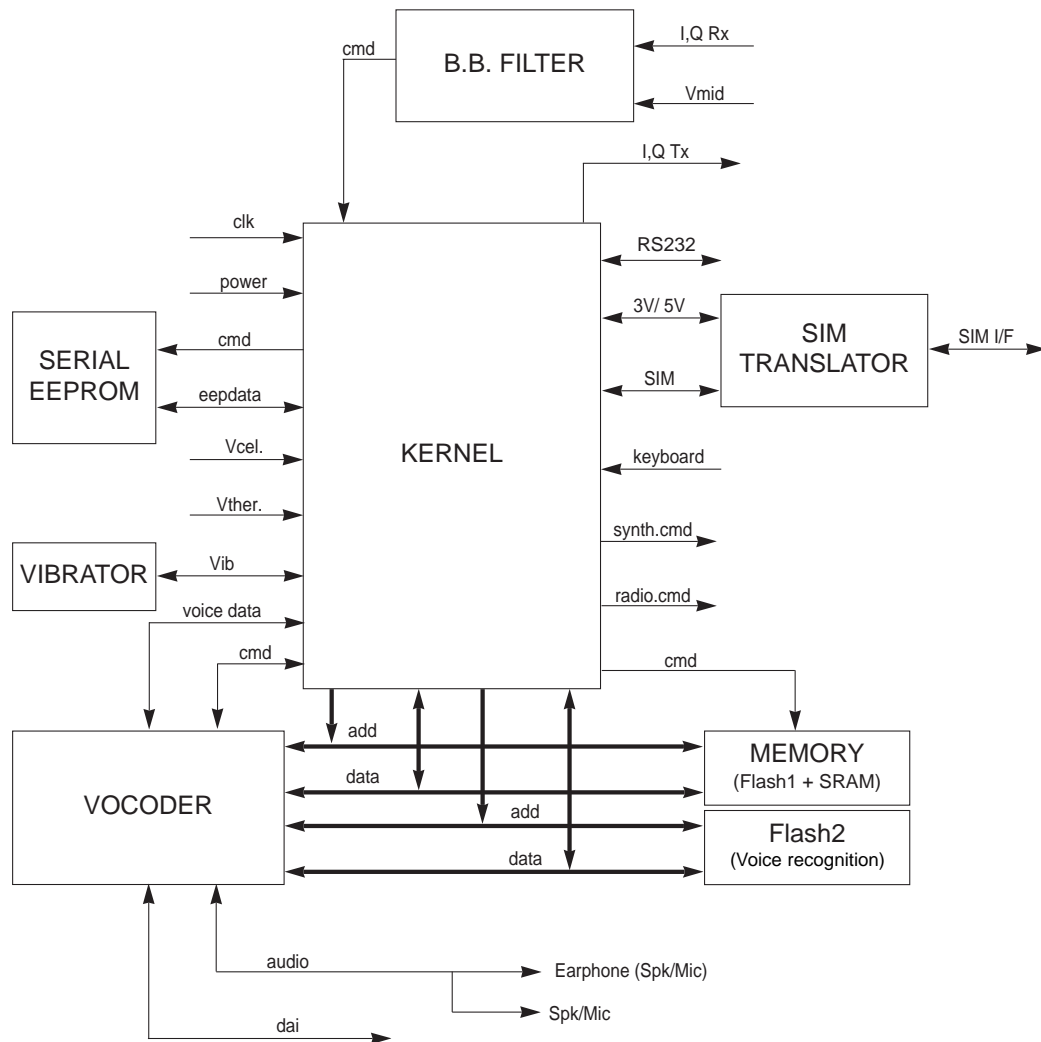 I,Q Rx
cmd
B.B. FILTER
Vmid
I,Q Tx
clk
RS232
power
3V/ 5V
SIM
TRANSLATOR
SIM I/F
cmd
SERIAL
EEPROM
SIM
eepdata
Vcel.
KERNEL
keyboard
Vther.
synth.cmd
VIBRATOR
Vib
radio.cmd
voice data
cmd
cmd
add
MEMORY
(Flash1 + SRAM)
data
VOCODER
add
Flash2
(Voice recognition)
data
audio
Earphone (Spk/Mic)
Spk/Mic
dai